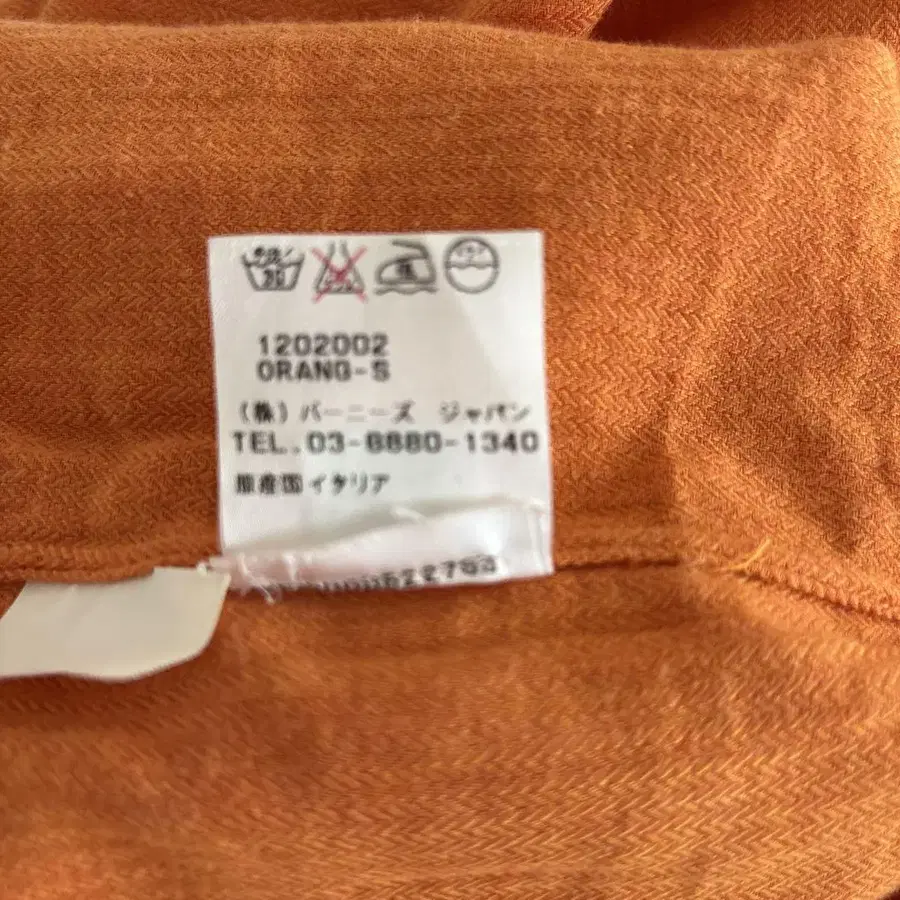 30
1202002
ORANG-S
(株) バーニーズ ジャパン
TEL.03-6880-1340
原産国 イタリア